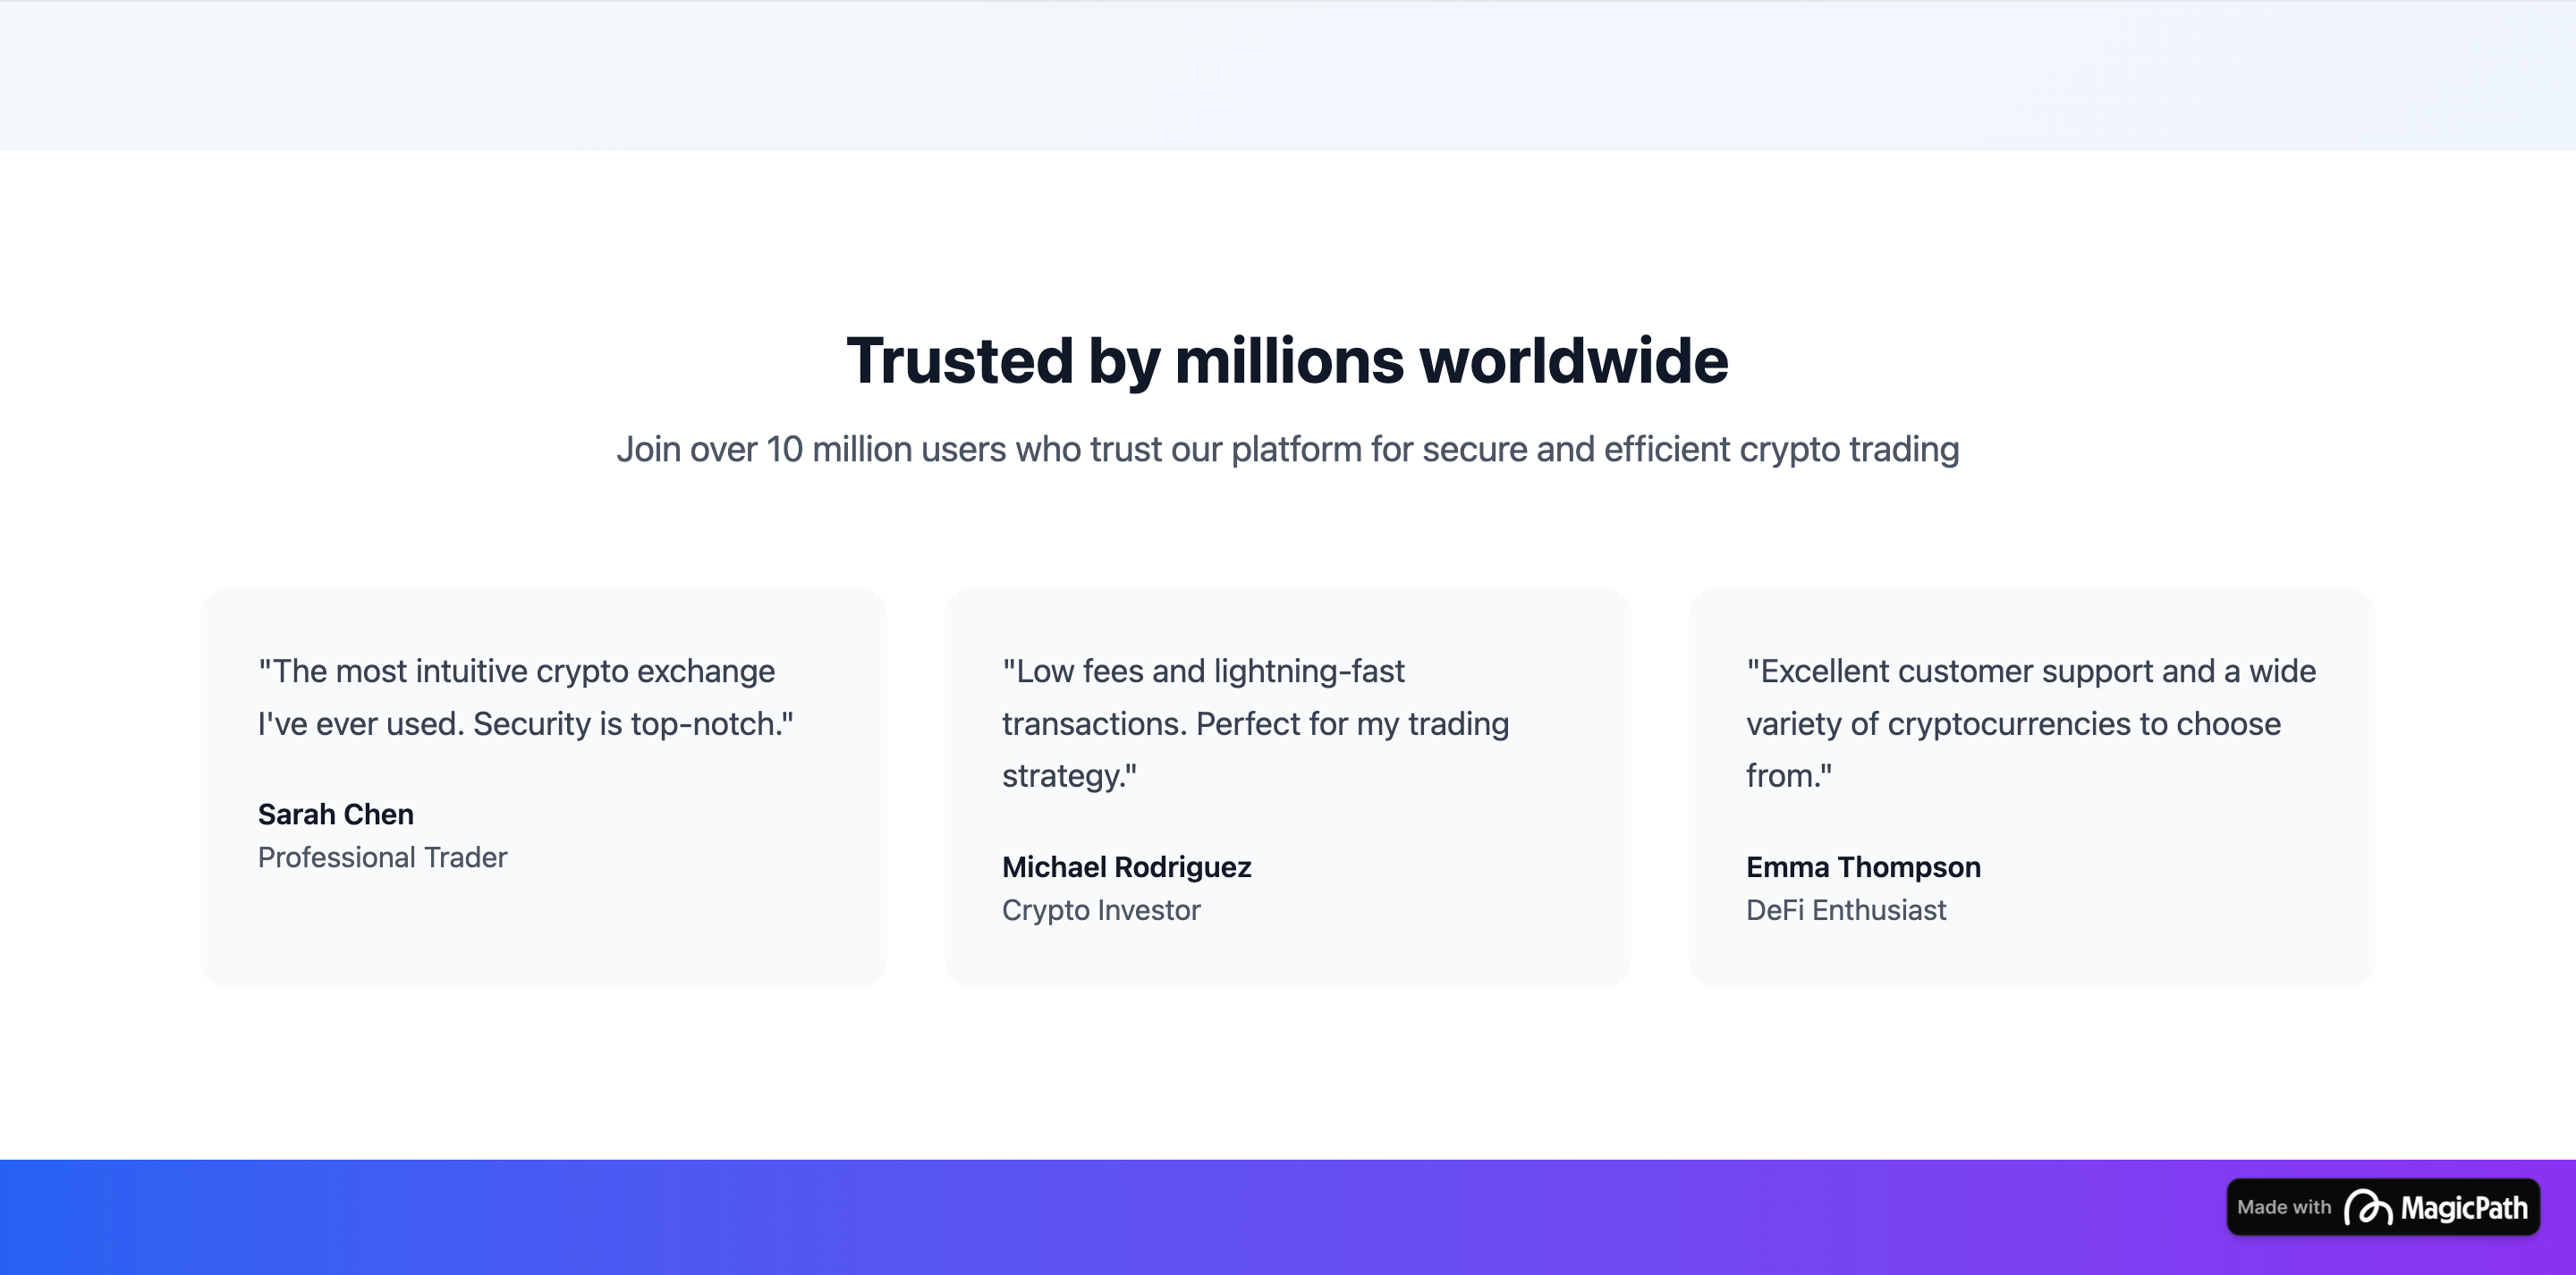 Trusted by millions worldwide
Join over 10 million users who trust our platform for secure and efficient crypto trading
"The most intuitive crypto exchange
I've ever used. Security is top-notch."
Sarah Chen
Professional Trader
"Low fees and lightning-fast
transactions. Perfect for my trading
strategy."
Michael Rodriguez
Crypto Investor
"Excellent customer support and a wide
variety of cryptocurrencies to choose
from."
Emma Thompson
DeFi Enthusiast
Made with MagicPath